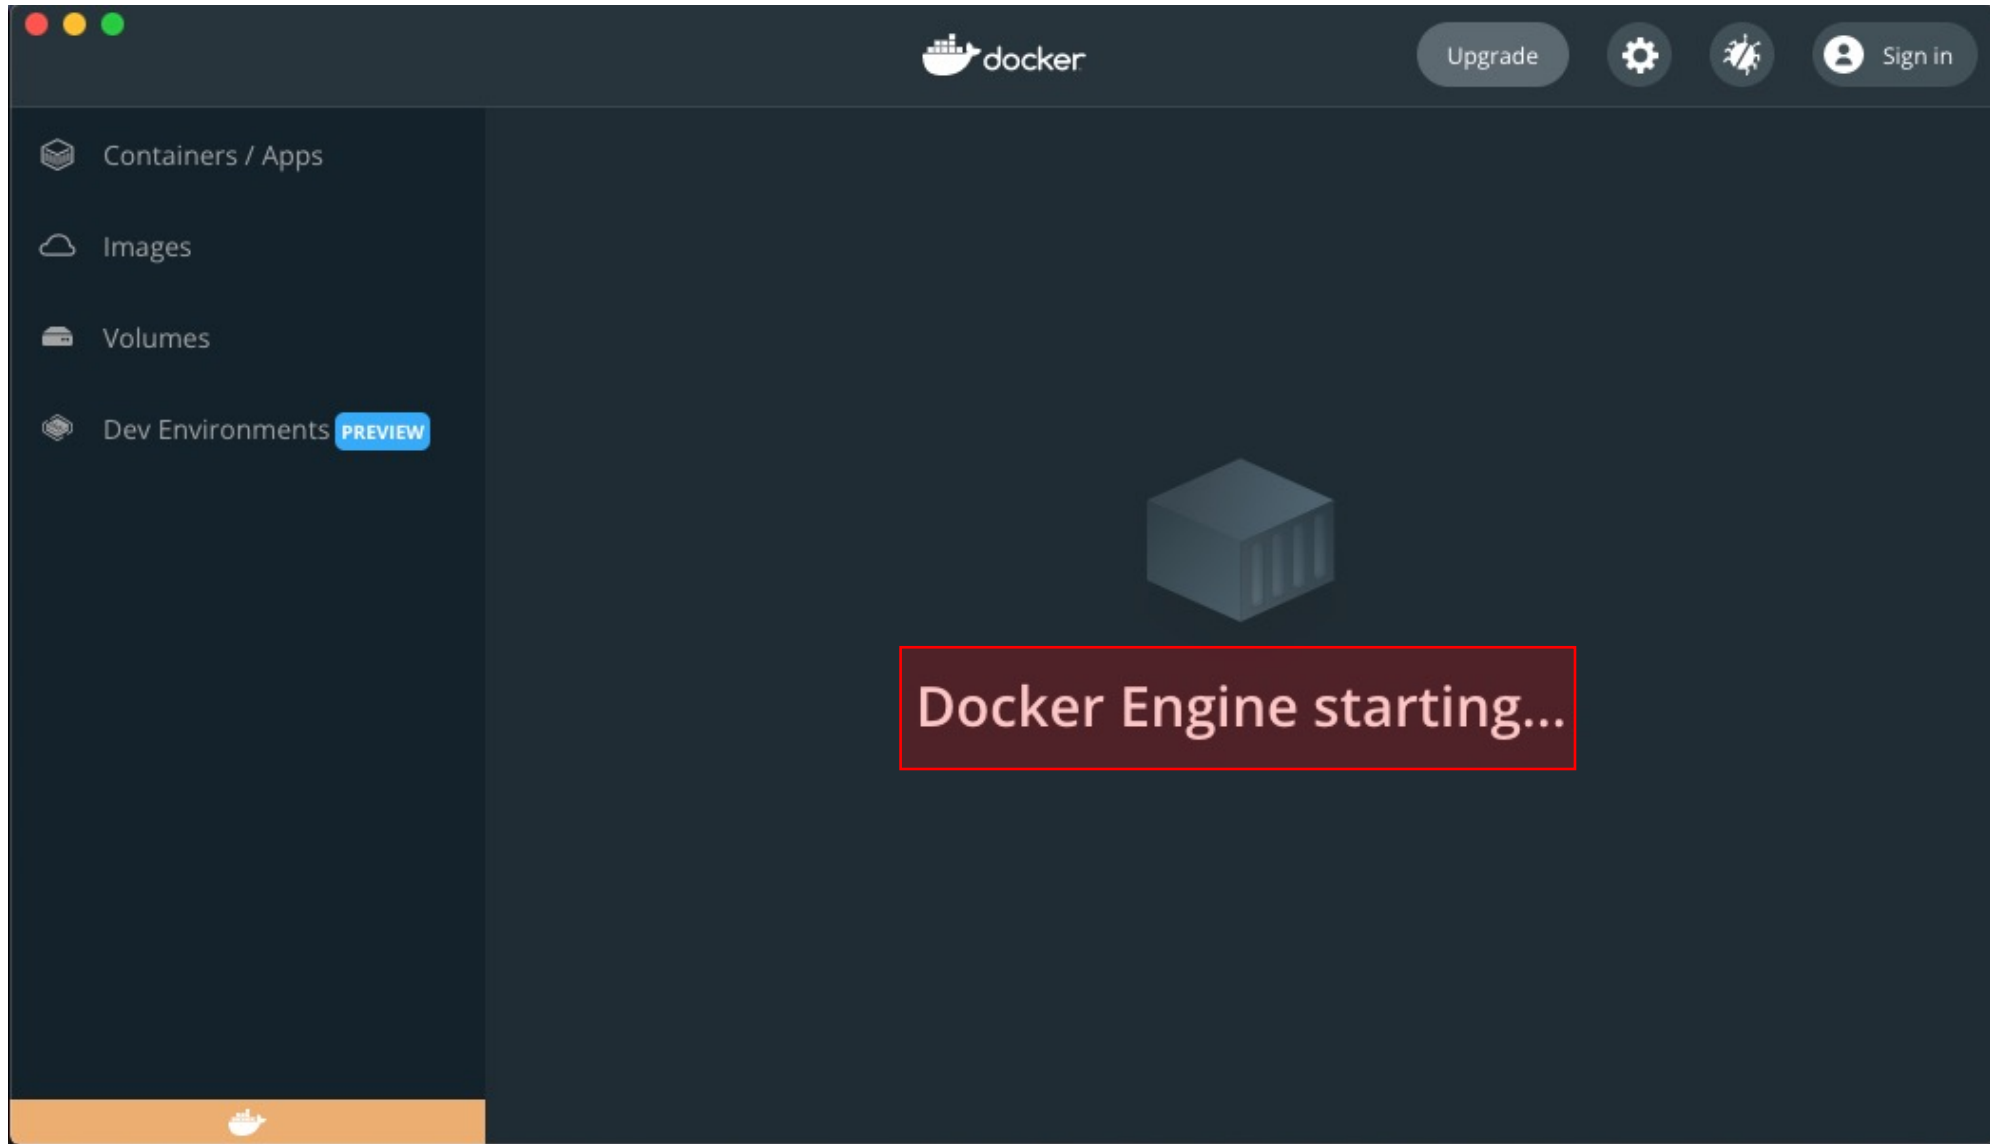 docker
Upgrade
Sign in
Containers / Apps
Images
Volumes
Dev Environments PREVIEW
Docker Engine starting...